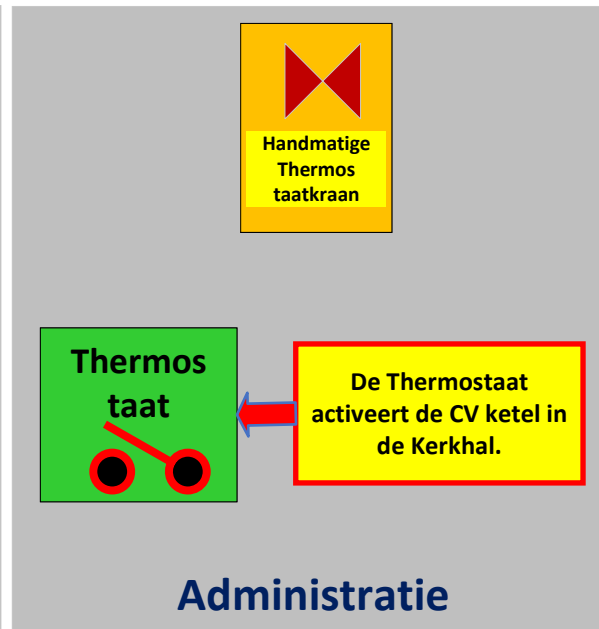 Handmatige
Thermos
taatkraan
Thermos
taat
De Thermostaat
activeert de CV ketel in
de Kerkhal.
Administratie